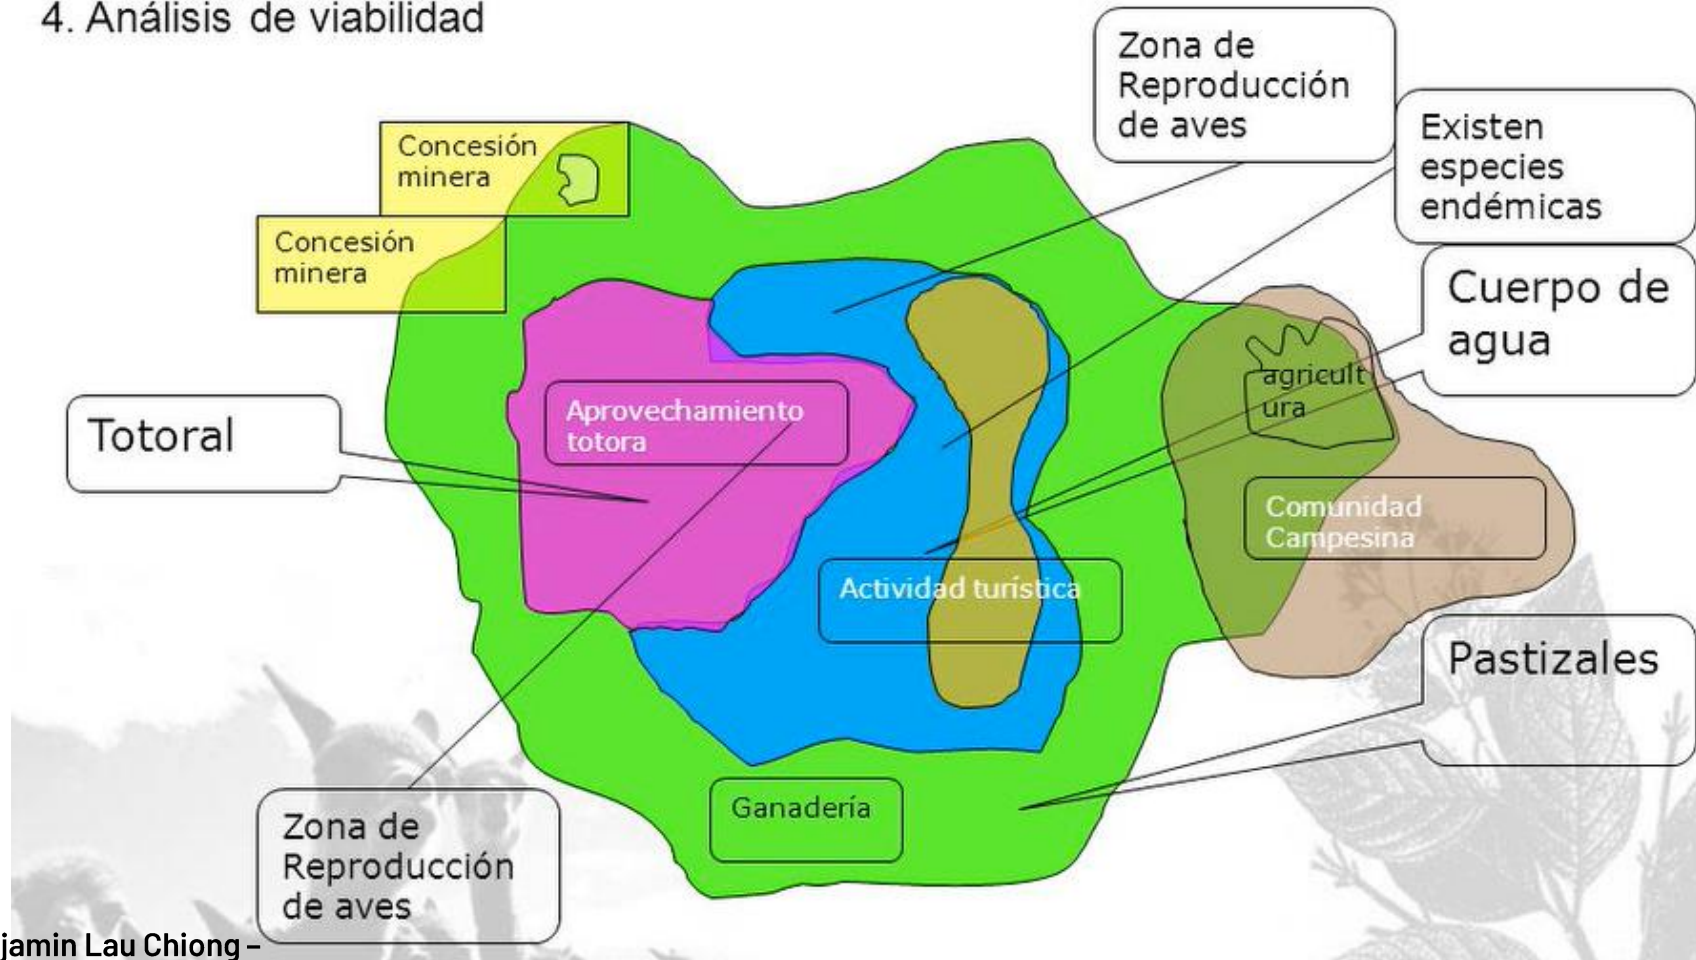 4. Análisis de viabilidad
Zona de
Reproducción
de aves
Existen
especies
endémicas
Concesión
minera
Concesión
minera
Cuerpo de
agua
agricult
ura
Totoral
Aprovechamiento
totora
Comunidad
Campesina
Actividad turística
Pastizales
Ganadería
Zona de
Reproducción
de aves
jamin Lau Chiong –